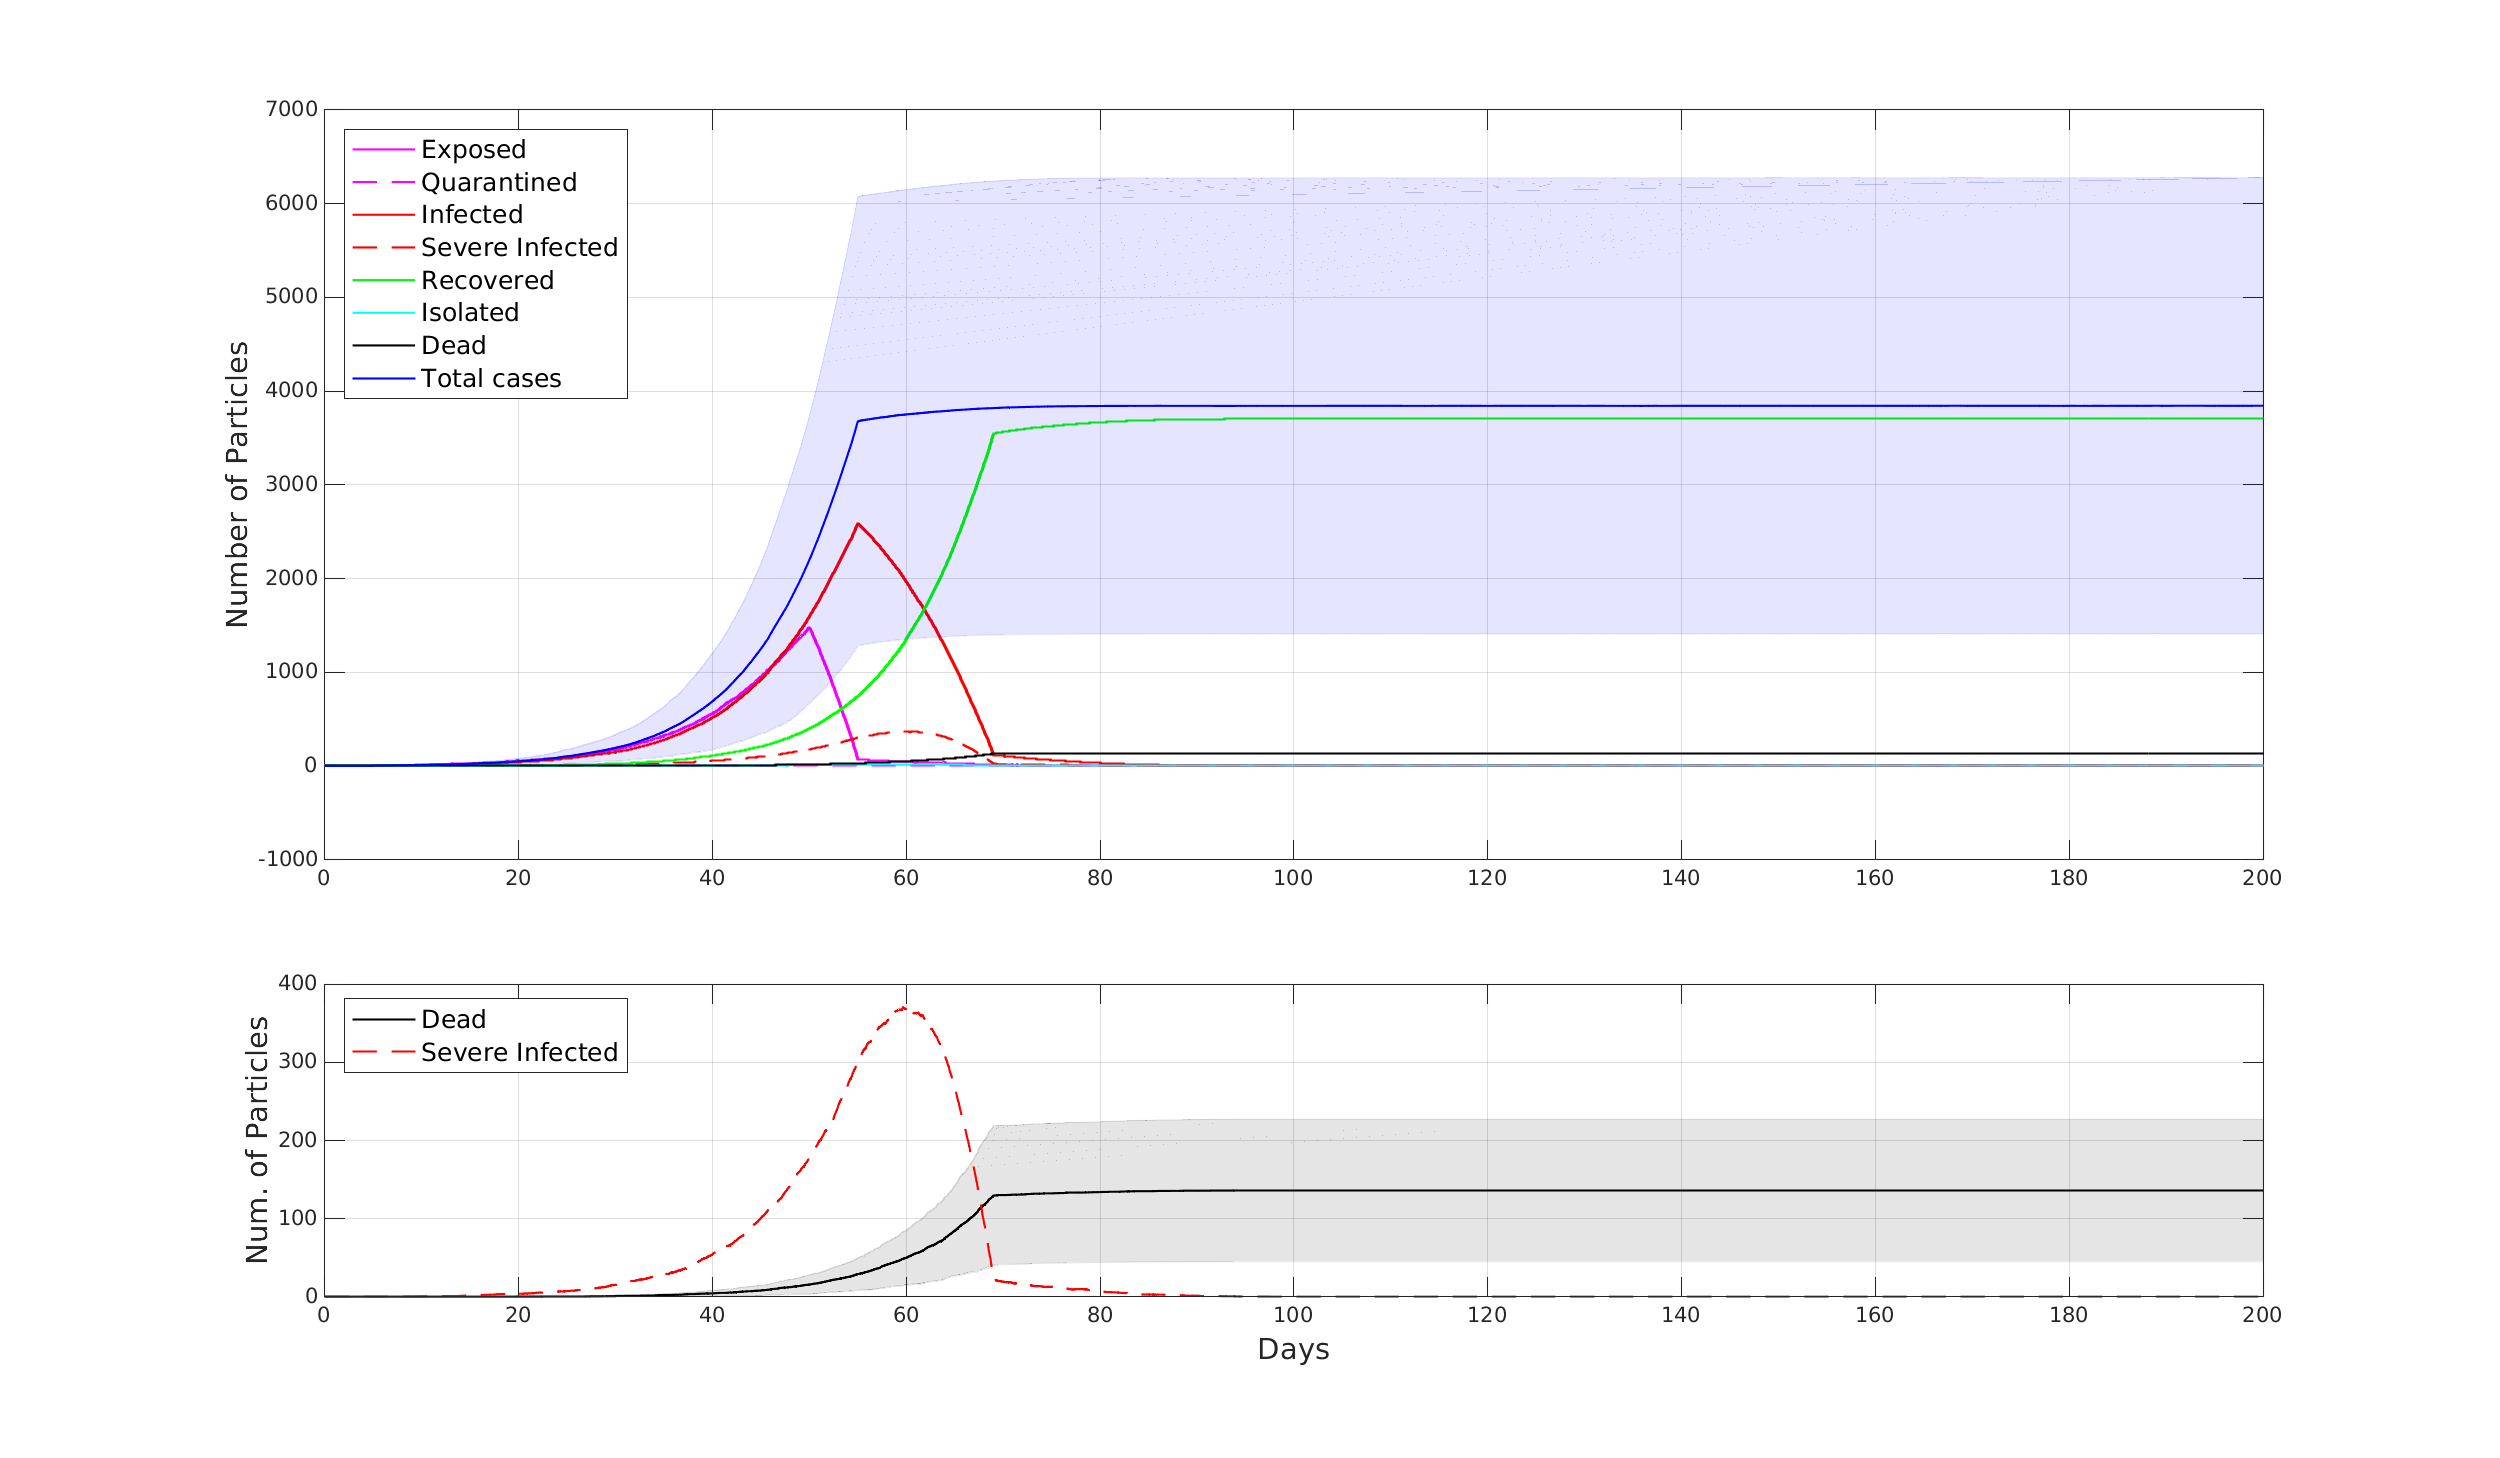 7000
6000
5000
4000
3000
2000
1000
0
-1000
Number of Particles
Exposed
Quarantined
Infected
Severe Infected
Recovered
Isolated
Dead
Total cases
0 20 40 60 80 100 120 140 160 180 200
400
300
200
100
0
Num. of Particles
Dead
Severe Infected
0 20 40 60 80 100 120 140 160 180 200
Days